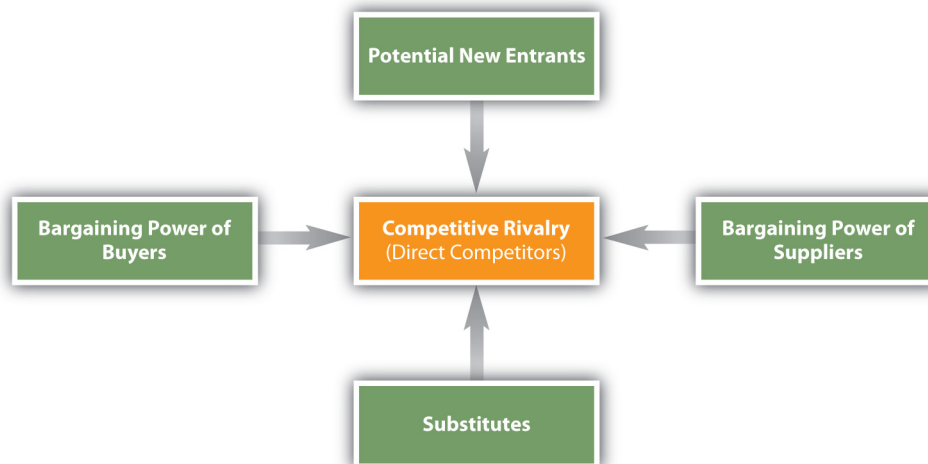 Potential New Entrants
Bargaining Power of
Buyers
Competitive Rivalry
(Direct Competitors)
Bargaining Power of
Suppliers
Substitutes